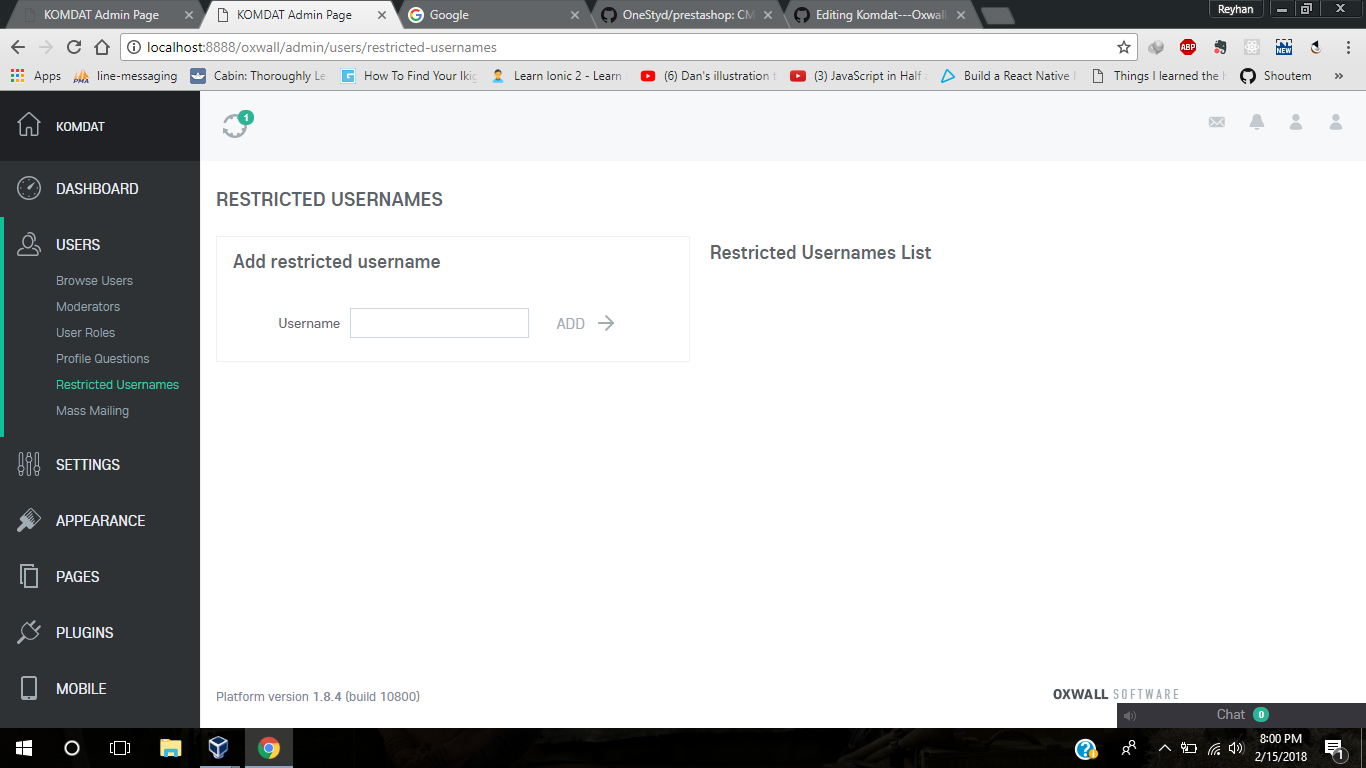 KOMDAT Admin Page
KOMDAT Admin Page
Google
OneStyd/prestashop: CM
Editing Komdat---Oxwall
Reyhan
localhost:8888/oxwall/admin/users/restricted-usernames
ABP
NEW
Apps
PMA
line-messaging
Cabin: Thoroughly Le
How To Find Your Ikig
Learn Ionic 2 - Learn
(6) Dan's illustration t
(3) JavaScript in Half a
Build a React Native
Things I learned the h
Shoutem
»
KOMDAT
1
DASHBOARD
USERS
Browse Users
Moderators
User Roles
Profile Questions
Restricted Usernames
Mass Mailing
SETTINGS
APPEARANCE
PAGES
PLUGINS
MOBILE
RESTRICTED USERNAMES
Add restricted username
Username
ADD
Restricted Usernames List
Platform version 1.8.4 (build 10800)
OXWALL SOFTWARE
Chat 0
8:00 PM
2/15/2018
1